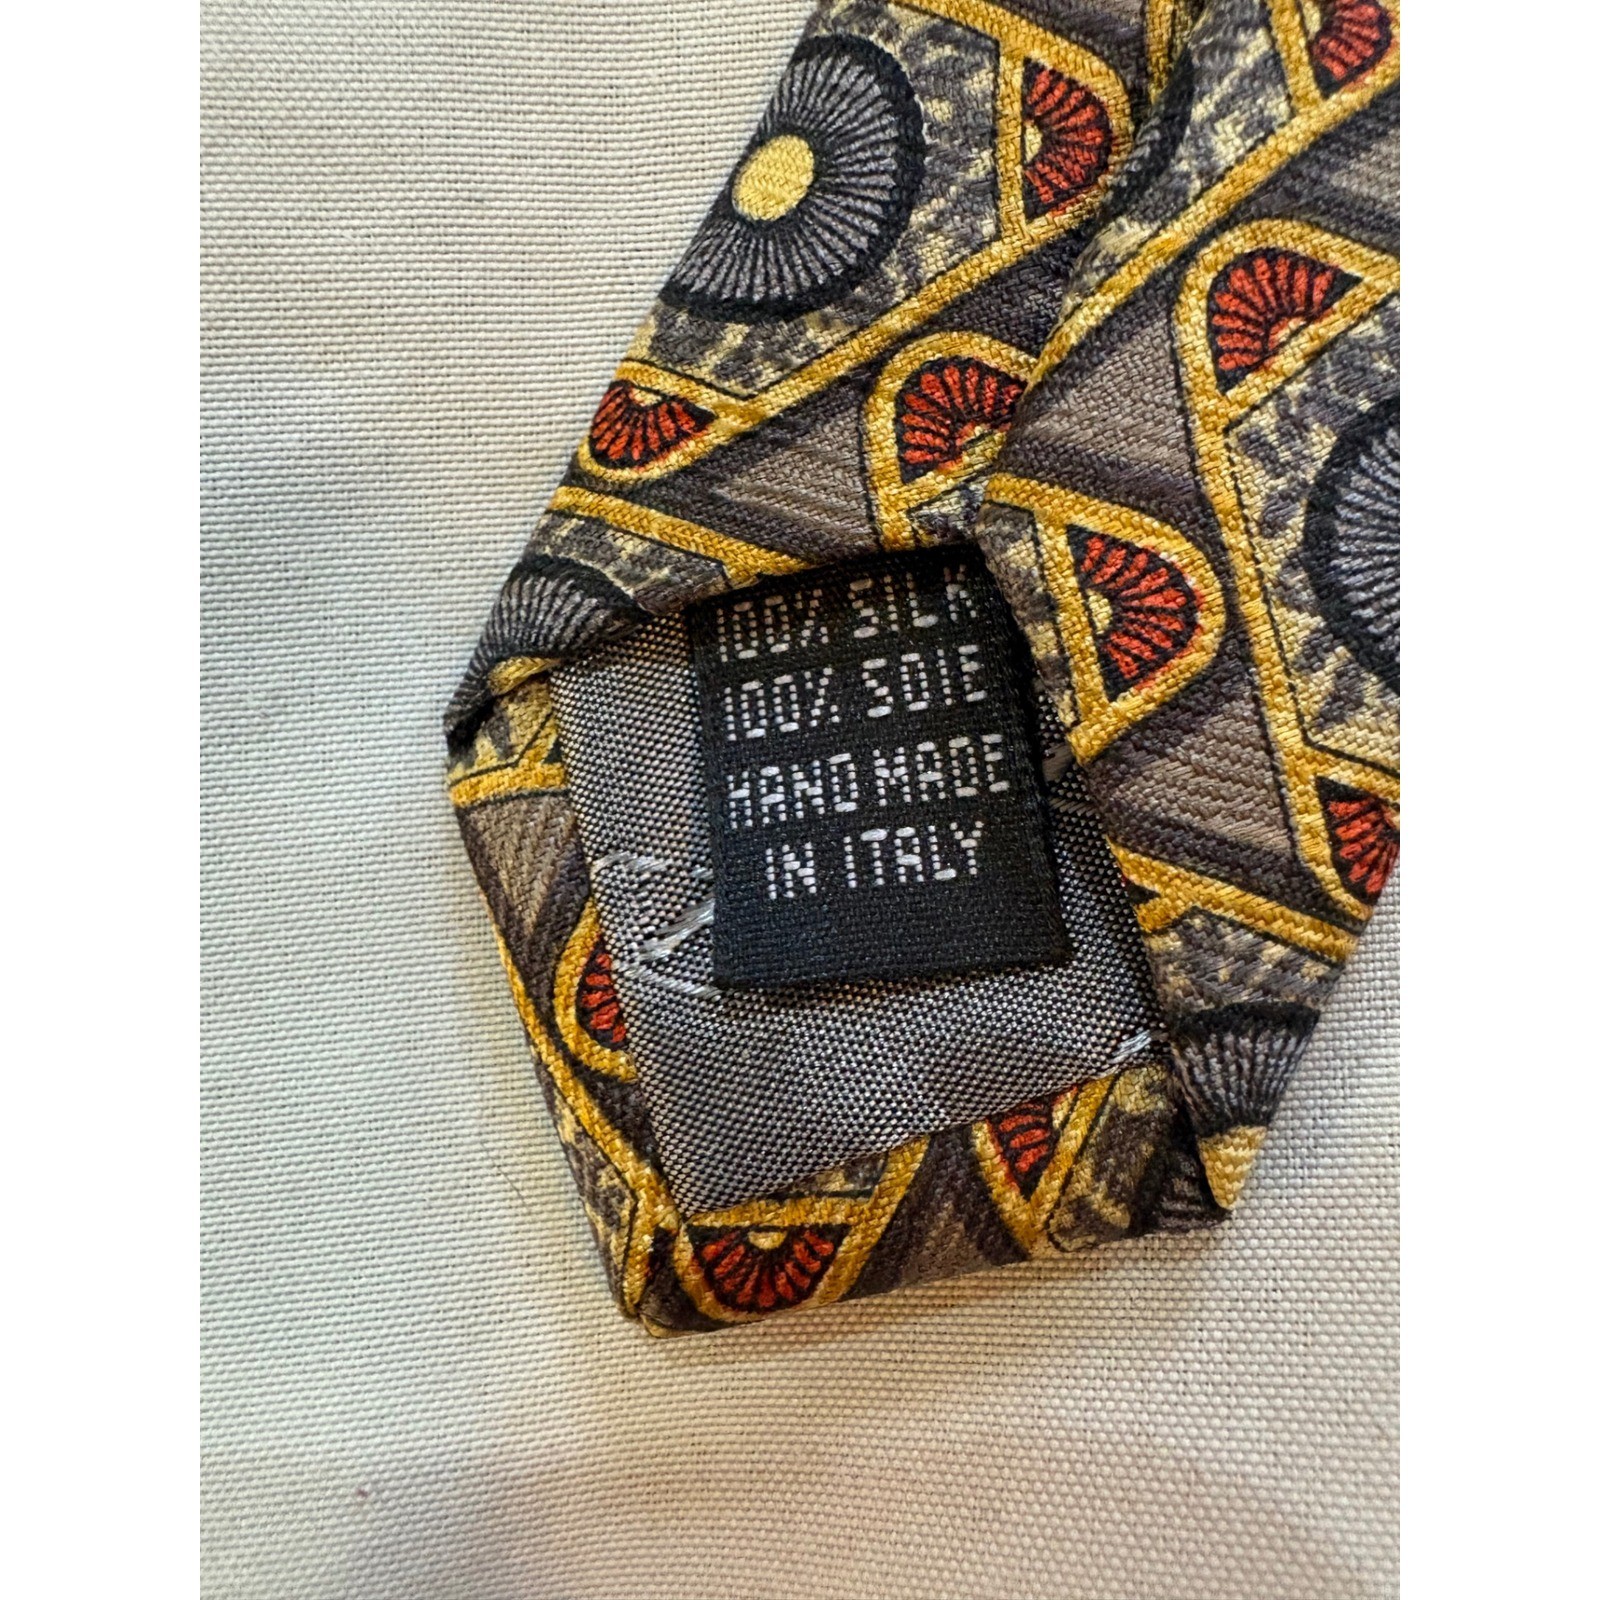 100% SILK
100% SOIE
HAND MADE
IN ITALY